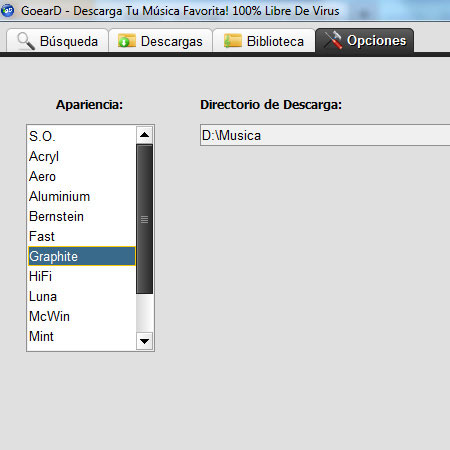 GoearD - Descarga Tu Música Favorita! 100% Libre De Virus
Búsqueda Descargas Biblioteca Opciones
Apariencia: Directorio de Descarga:
S.O. D:\Musica
Acryl
Aero
Aluminium
Bernstein
Fast
Graphite
HiFi
Luna
McWin
Mint